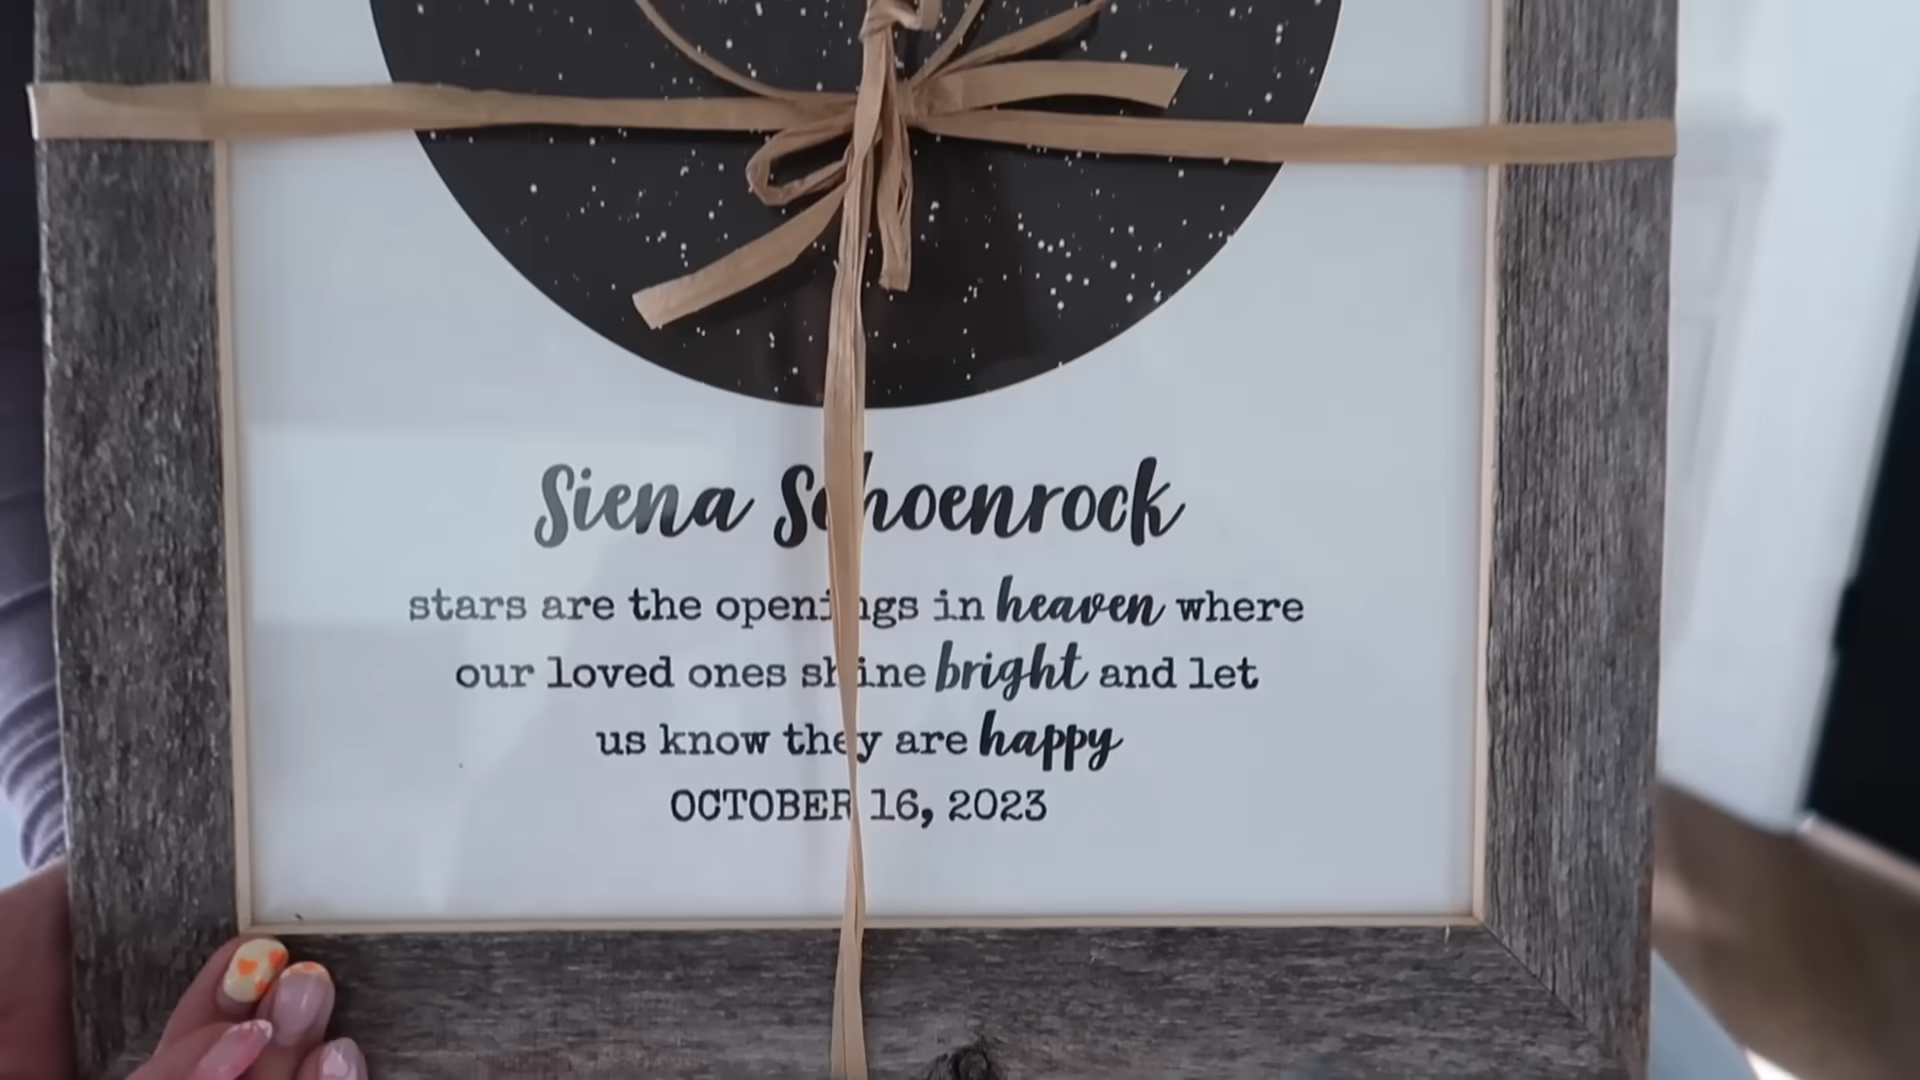 Siena Schoenrock
stars are the openings in heaven where
our loved ones shine bright and let
us know they are happy
OCTOBER 16, 2023